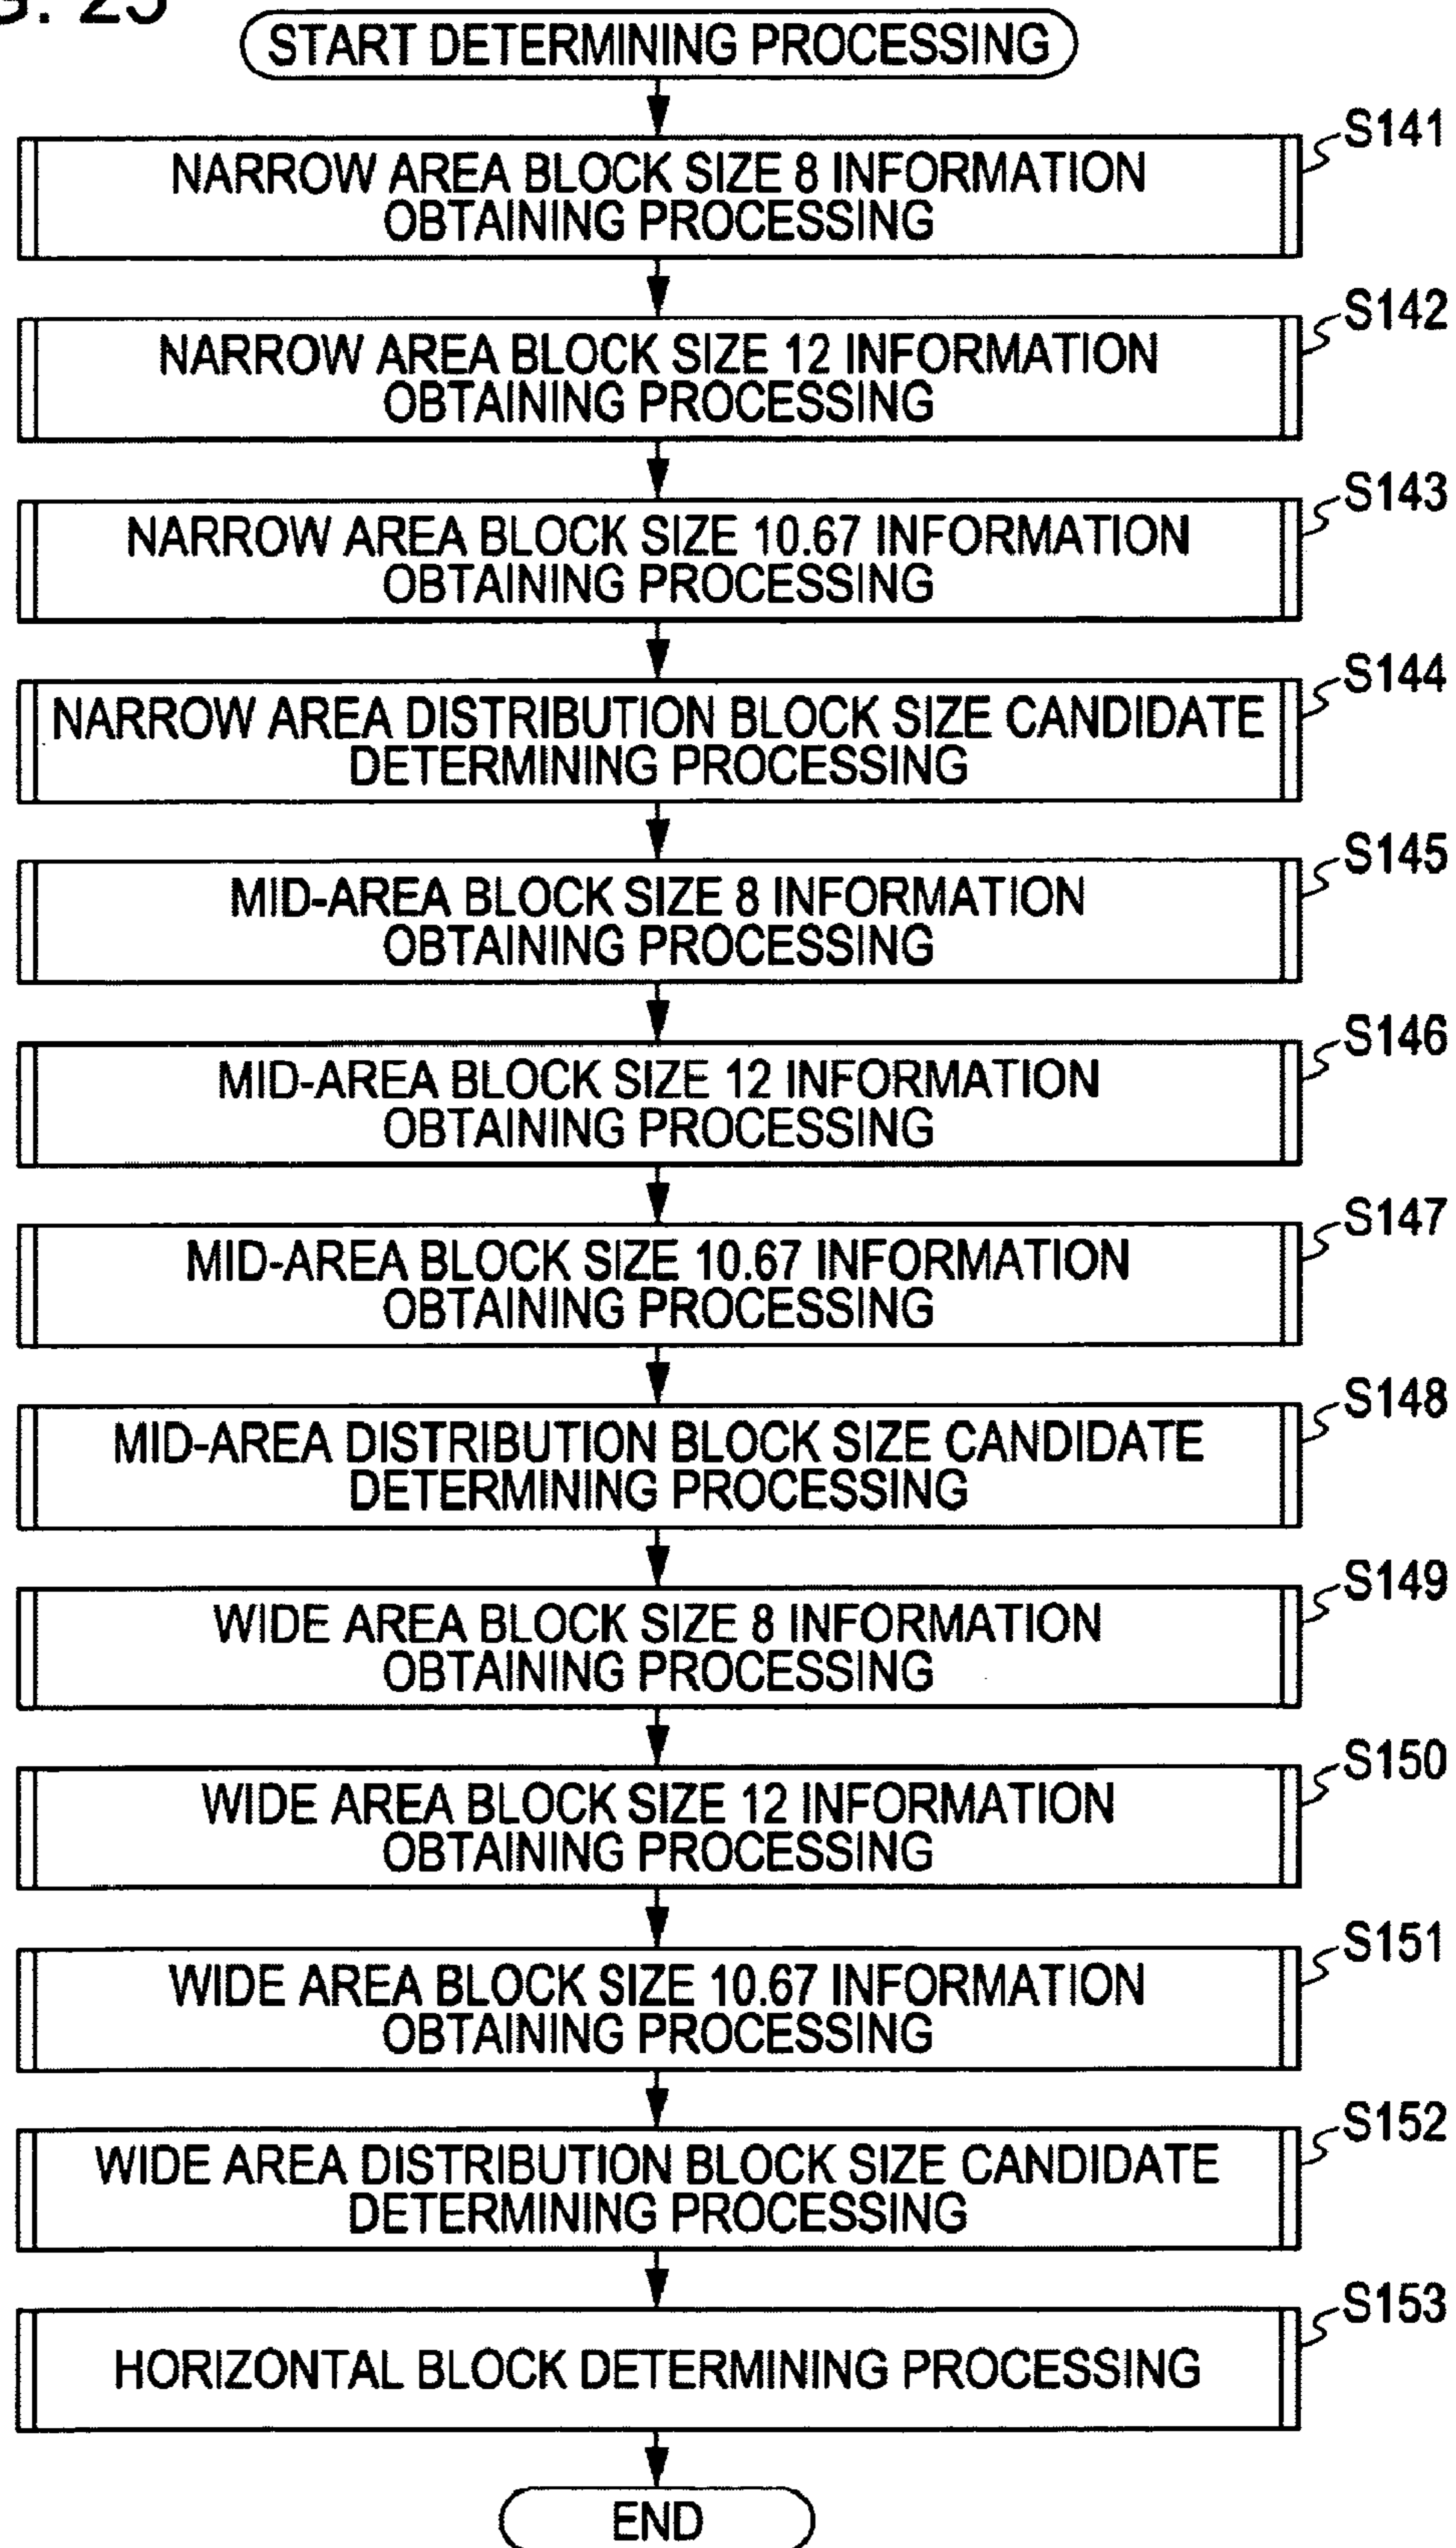 G. 25
START DETERMINING PROCESSING
S141
NARROW AREA BLOCK SIZE 8 INFORMATION
OBTAINING PROCESSING
S142
NARROW AREA BLOCK SIZE 12 INFORMATION
OBTAINING PROCESSING
S143
NARROW AREA BLOCK SIZE 10.67 INFORMATION
OBTAINING PROCESSING
S144
NARROW AREA DISTRIBUTION BLOCK SIZE CANDIDATE
DETERMINING PROCESSING
S145
MID-AREA BLOCK SIZE 8 INFORMATION
OBTAINING PROCESSING
S146
MID-AREA BLOCK SIZE 12 INFORMATION
OBTAINING PROCESSING
S147
MID-AREA BLOCK SIZE 10.67 INFORMATION
OBTAINING PROCESSING
S148
MID-AREA DISTRIBUTION BLOCK SIZE CANDIDATE
DETERMINING PROCESSING
S149
WIDE AREA BLOCK SIZE 8 INFORMATION
OBTAINING PROCESSING
S150
WIDE AREA BLOCK SIZE 12 INFORMATION
OBTAINING PROCESSING
S151
WIDE AREA BLOCK SIZE 10.67 INFORMATION
OBTAINING PROCESSING
S152
WIDE AREA DISTRIBUTION BLOCK SIZE CANDIDATE
DETERMINING PROCESSING
S153
HORIZONTAL BLOCK DETERMINING PROCESSING
END